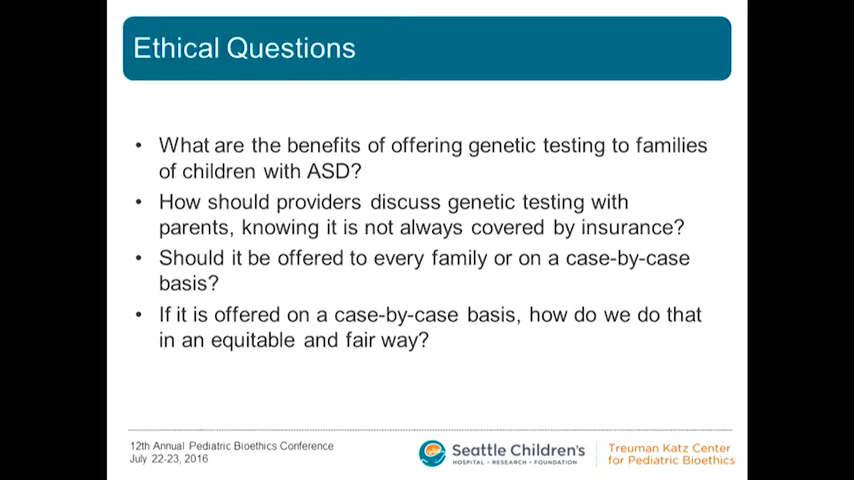 Ethical Questions
• What are the benefits of offering genetic testing to families
of children with ASD?
• How should providers discuss genetic testing with
parents, knowing it is not always covered by insurance?
• Should it be offered to every family or on a case-by-case
basis?
• If it is offered on a case-by-case basis, how do we do that
in an equitable and fair way?
12th Annual Pediatric Bioethics Conference
July 22-23, 2016
Seattle Children's
HOSPITAL • RESEARCH • FOUNDATION
Treuman Katz Center
for Pediatric Bioethics